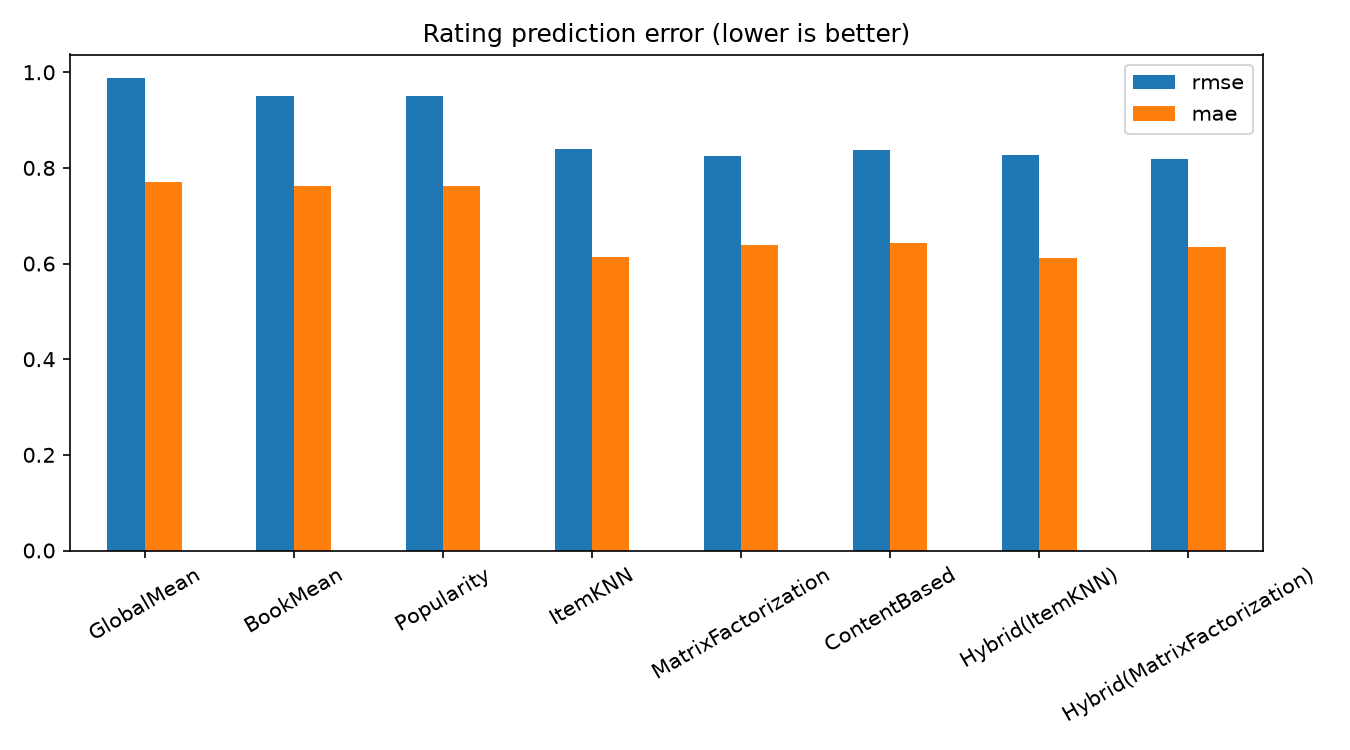 Rating prediction error (lower is better)
rmse
mae
1.0
0.8
0.6
0.4
0.2
0.0
GlobalMean
BookMean
Popularity
ItemKNN
MatrixFactorization
ContentBased
Hybrid(ItemKNN)
Hybrid(MatrixFactorization)